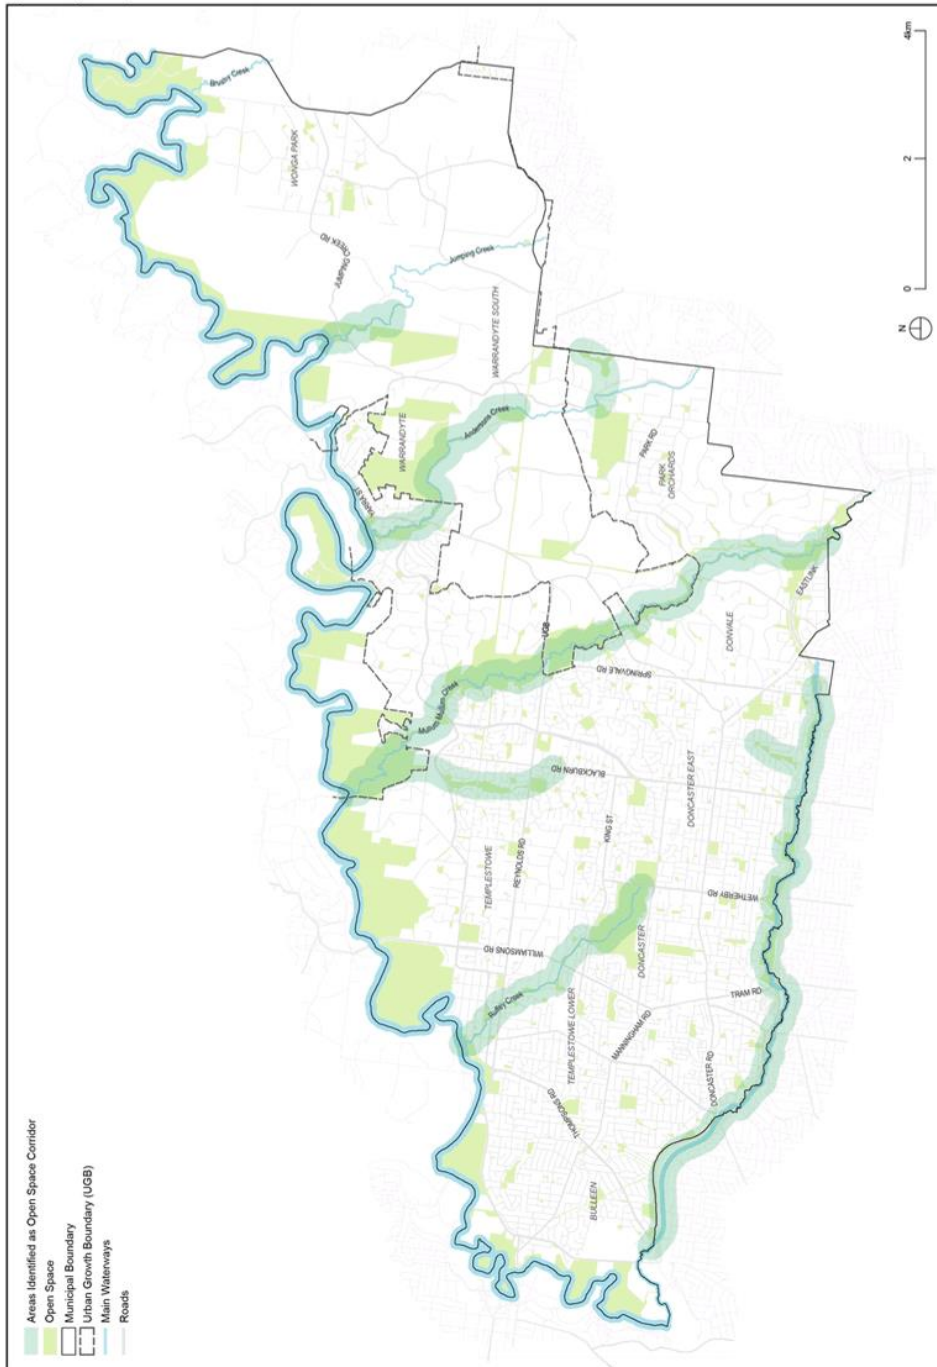 Areas Identified as Open Space Corridor
Open Space
Municipal Boundary
Urban Growth Boundary (UGB)
Main Waterways
Roads
Brushy Creek
WONGA PARK
JUMPING CREEK RD
Jumping Creek
WARRANDYTE SOUTH
WARRANDYTE
YARRA ST
Andersons Creek
PARK RD
PARK
ORCHARDS
EASTLINK
DONVALE
UGB
SPRINGVALE RD
Mullum Mullum Creek
BLACKBURN RD
DONCASTER EAST
KING ST
REYNOLDS RD
TEMPLESTOWE
WETHERBY RD
WILLIAMSONS RD
DONCASTER
Ruffey Creek
TEMPLESTOWE LOWER
MANNINGHAM RD
TRAM RD
DONCASTER RD
THOMPSONS RD
BULLEEN
N
0
2
4km